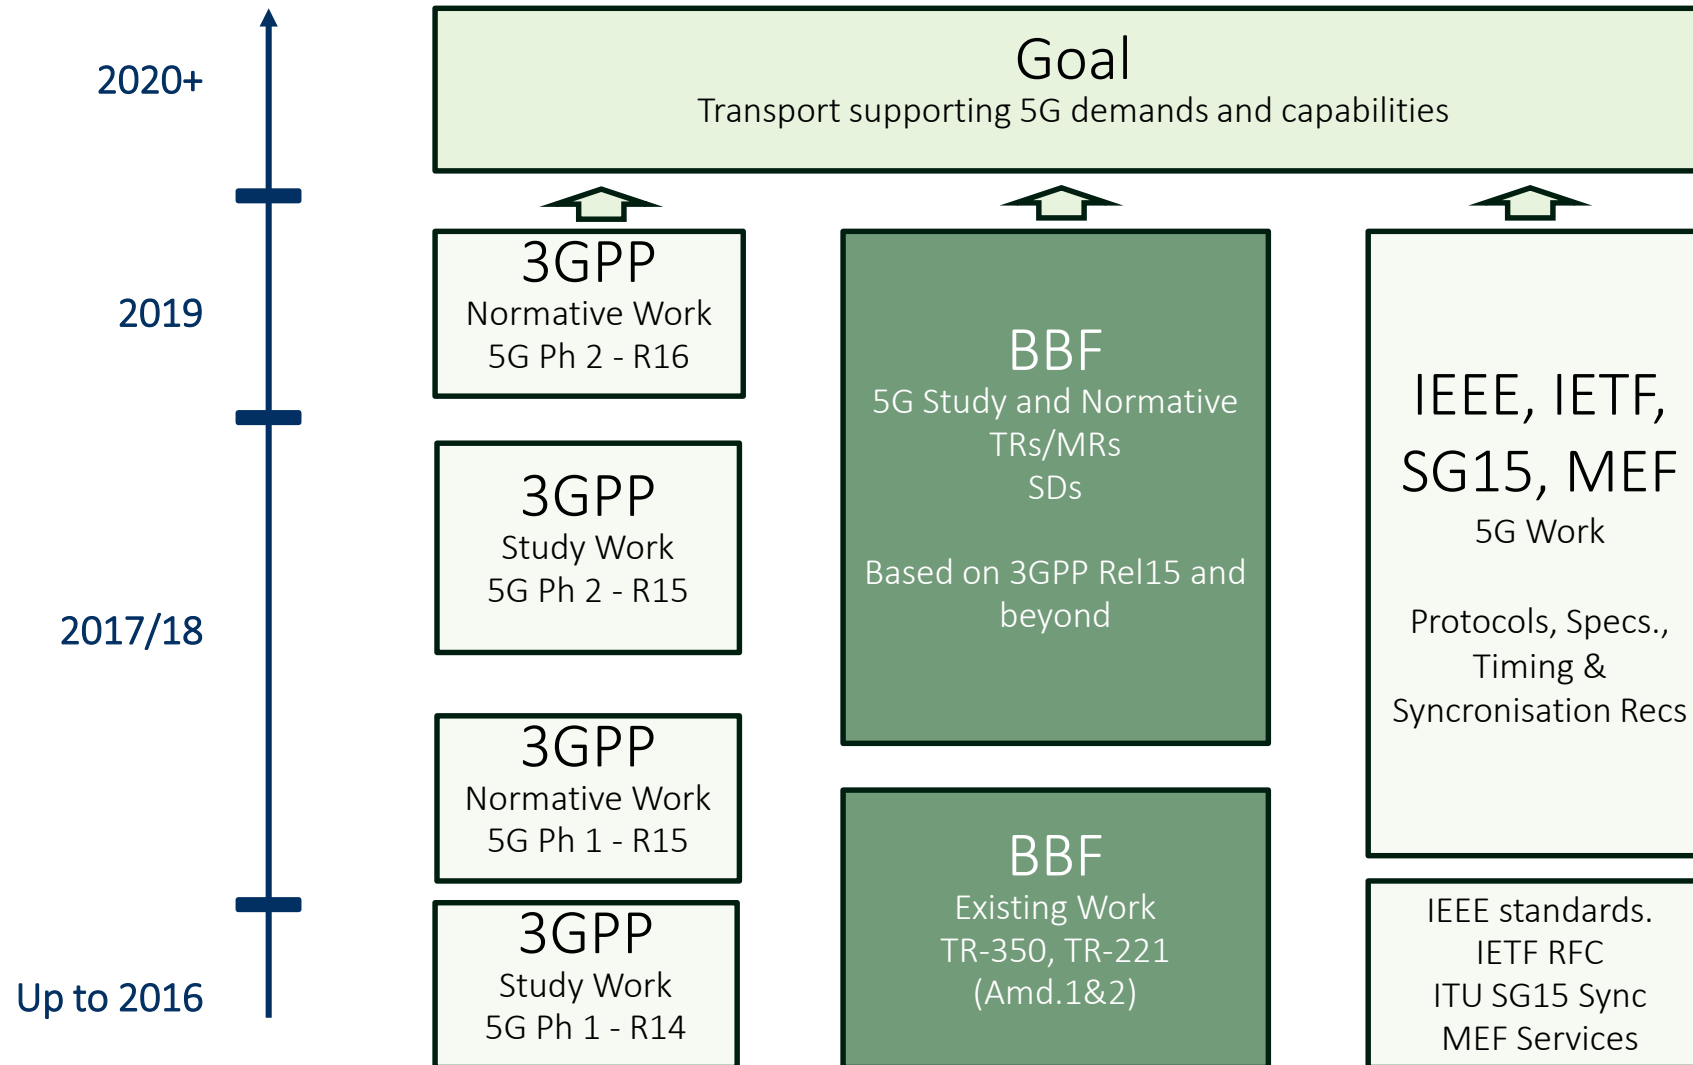 2020+
Goal
Transport supporting 5G demands and capabilities
2019
3GPP
Normative Work
5G Ph 2 - R16
2017/18
3GPP
Study Work
5G Ph 2 - R15
3GPP
Normative Work
5G Ph 1 - R15
Up to 2016
3GPP
Study Work
5G Ph 1 - R14
BBF
5G Study and Normative
TRs/MRs
SDs
Based on 3GPP Rel15 and
beyond
BBF
Existing Work
TR-350, TR-221
(Amd.1&2)
IEEE, IETF,
SG15, MEF
5G Work
Protocols, Specs.,
Timing &
Syncronisation Recs
IEEE standards.
IETF RFC
ITU SG15 Sync
MEF Services